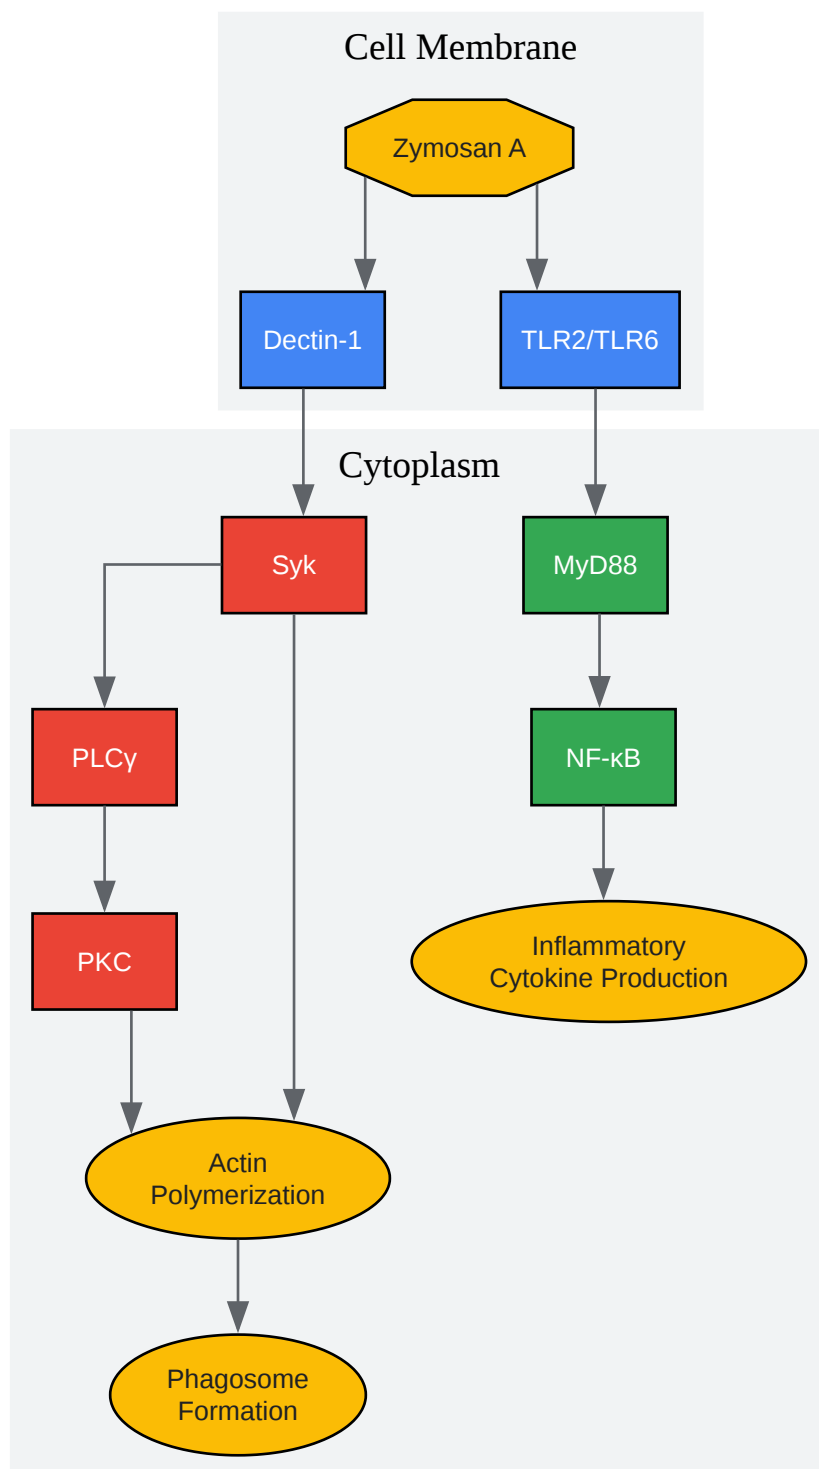 Cell Membrane
Zymosan A
Dectin-1
TLR2/TLR6
Cytoplasm
Syk
MyD88
PLCγ
NF-κB
PKC
Inflammatory
Cytokine Production
Actin
Polymerization
Phagosome
Formation